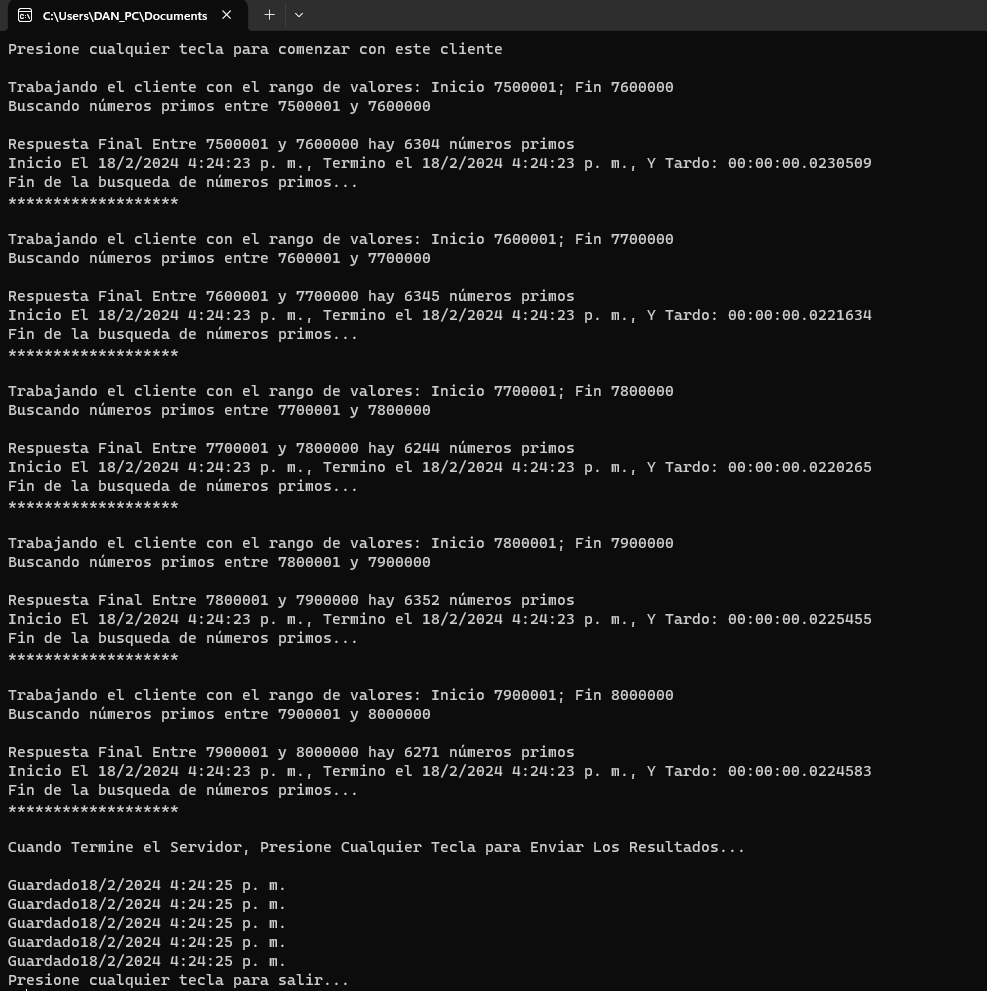 C:\Users\DAN_PC\Documents
Presione cualquier tecla para comenzar con este cliente
Trabajando el cliente con el rango de valores: Inicio 7500001; Fin 7600000
Buscando números primos entre 7500001 y 7600000
Respuesta Final Entre 7500001 y 7600000 hay 6304 números primos
Inicio El 18/2/2024 4:24:23 p. m., Termino el 18/2/2024 4:24:23 p. m., Y Tardo: 00:00:00.0230509
Fin de la busqueda de números primos...
*******************
Trabajando el cliente con el rango de valores: Inicio 7600001; Fin 7700000
Buscando números primos entre 7600001 y 7700000
Respuesta Final Entre 7600001 y 7700000 hay 6345 números primos
Inicio El 18/2/2024 4:24:23 p. m., Termino el 18/2/2024 4:24:23 p. m., Y Tardo: 00:00:00.0221634
Fin de la busqueda de números primos...
*******************
Trabajando el cliente con el rango de valores: Inicio 7700001; Fin 7800000
Buscando números primos entre 7700001 y 7800000
Respuesta Final Entre 7700001 y 7800000 hay 6244 números primos
Inicio El 18/2/2024 4:24:23 p. m., Termino el 18/2/2024 4:24:23 p. m., Y Tardo: 00:00:00.0220265
Fin de la busqueda de números primos...
*******************
Trabajando el cliente con el rango de valores: Inicio 7800001; Fin 7900000
Buscando números primos entre 7800001 y 7900000
Respuesta Final Entre 7800001 y 7900000 hay 6352 números primos
Inicio El 18/2/2024 4:24:23 p. m., Termino el 18/2/2024 4:24:23 p. m., Y Tardo: 00:00:00.0225455
Fin de la busqueda de números primos...
*******************
Trabajando el cliente con el rango de valores: Inicio 7900001; Fin 8000000
Buscando números primos entre 7900001 y 8000000
Respuesta Final Entre 7900001 y 8000000 hay 6271 números primos
Inicio El 18/2/2024 4:24:23 p. m., Termino el 18/2/2024 4:24:23 p. m., Y Tardo: 00:00:00.0224583
Fin de la busqueda de números primos...
*******************
Cuando Termine el Servidor, Presione Cualquier Tecla para Enviar Los Resultados...
Guardado18/2/2024 4:24:25 p. m.
Guardado18/2/2024 4:24:25 p. m.
Guardado18/2/2024 4:24:25 p. m.
Guardado18/2/2024 4:24:25 p. m.
Guardado18/2/2024 4:24:25 p. m.
Presione cualquier tecla para salir...